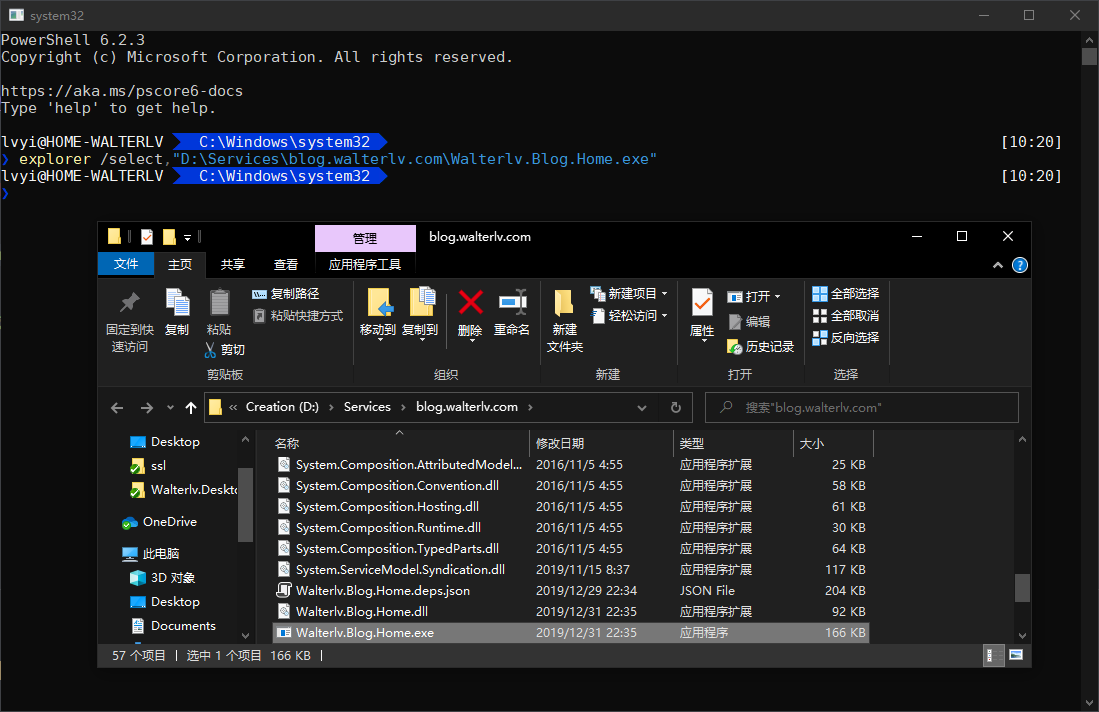 system32
PowerShell 6.2.3
Copyright (c) Microsoft Corporation. All rights reserved.
https://aka.ms/pscore6-docs
Type 'help' to get help.
lvyi@HOME-WALTERLV C:\Windows\system32 [10:20]
❯ explorer /select,"D:\Services\blog.walterlv.com\Walterlv.Blog.Home.exe"
lvyi@HOME-WALTERLV C:\Windows\system32 [10:20]
❯
管理 blog.walterlv.com
文件 主页 共享 查看 应用程序工具
固定到快速访问
复制
粘贴
复制路径
粘贴快捷方式
剪切
剪贴板
移动到
复制到
删除
重命名
组织
新建
文件夹
新建项目
轻松访问
新建
属性
打开
编辑
历史记录
打开
全部选择
全部取消
反向选择
选择
« Creation (D:) › Services › blog.walterlv.com ›
搜索"blog.walterlv.com"
Desktop
ssl
Walterlv.Deskto
OneDrive
此电脑
3D 对象
Desktop
Documents
名称 修改日期 类型 大小
System.Composition.AttributedModel... 2016/11/5 4:55 应用程序扩展 25 KB
System.Composition.Convention.dll 2016/11/5 4:55 应用程序扩展 58 KB
System.Composition.Hosting.dll 2016/11/5 4:55 应用程序扩展 61 KB
System.Composition.Runtime.dll 2016/11/5 4:55 应用程序扩展 30 KB
System.Composition.TypedParts.dll 2016/11/5 4:55 应用程序扩展 64 KB
System.ServiceModel.Syndication.dll 2019/11/15 8:37 应用程序扩展 117 KB
Walterlv.Blog.Home.deps.json 2019/12/29 22:34 JSON File 204 KB
Walterlv.Blog.Home.dll 2019/12/31 22:35 应用程序扩展 92 KB
Walterlv.Blog.Home.exe 2019/12/31 22:35 应用程序 166 KB
57 个项目 | 选中 1 个项目 166 KB |